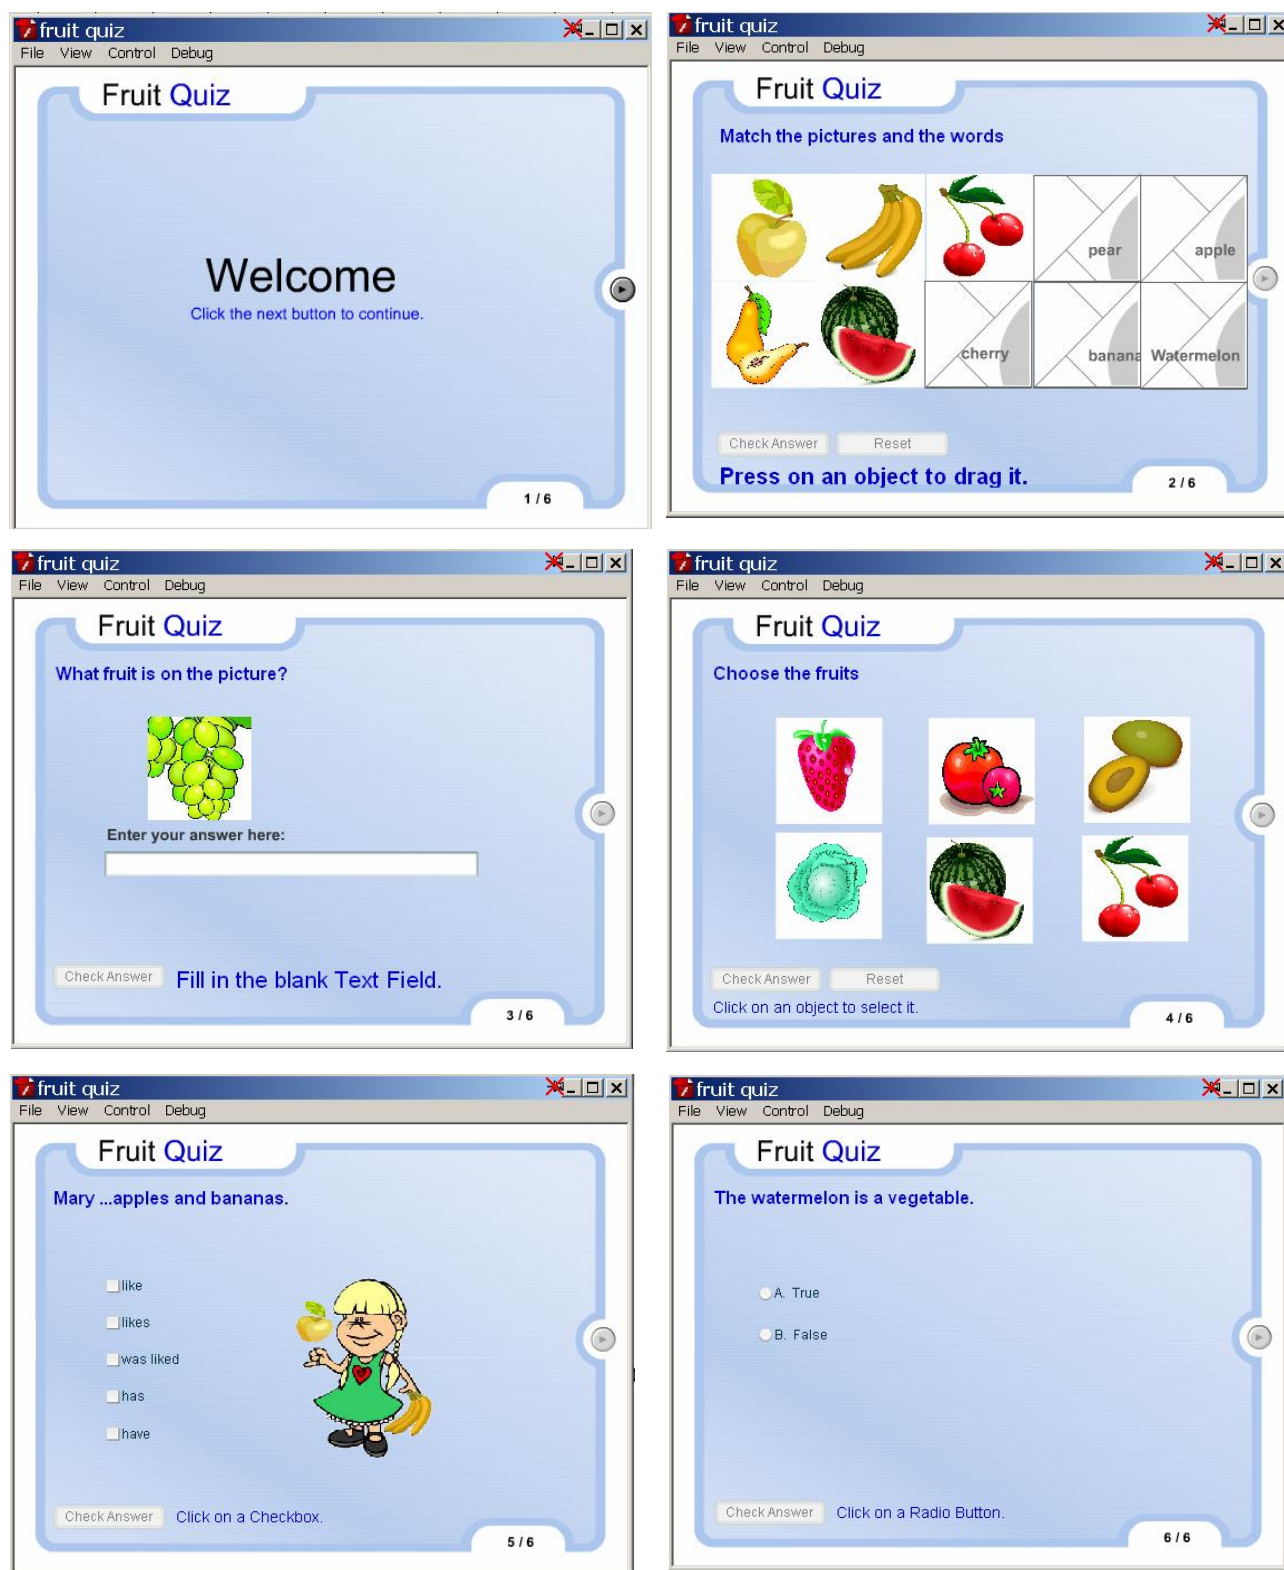 fruit quiz
File View Control Debug
Fruit Quiz
Welcome
Click the next button to continue.
1 / 6
fruit quiz
File View Control Debug
Fruit Quiz
Match the pictures and the words
pear
apple
cherry
banana
Watermelon
Check Answer
Reset
Press on an object to drag it.
2 / 6
fruit quiz
File View Control Debug
Fruit Quiz
What fruit is on the picture?
Enter your answer here:
Check Answer
Fill in the blank Text Field.
3 / 6
fruit quiz
File View Control Debug
Fruit Quiz
Choose the fruits
Check Answer
Reset
Click on an object to select it.
4 / 6
fruit quiz
File View Control Debug
Fruit Quiz
Mary ...apples and bananas.
like
likes
was liked
has
have
Check Answer
Click on a Checkbox.
5 / 6
fruit quiz
File View Control Debug
Fruit Quiz
The watermelon is a vegetable.
A. True
B. False
Check Answer
Click on a Radio Button.
6 / 6